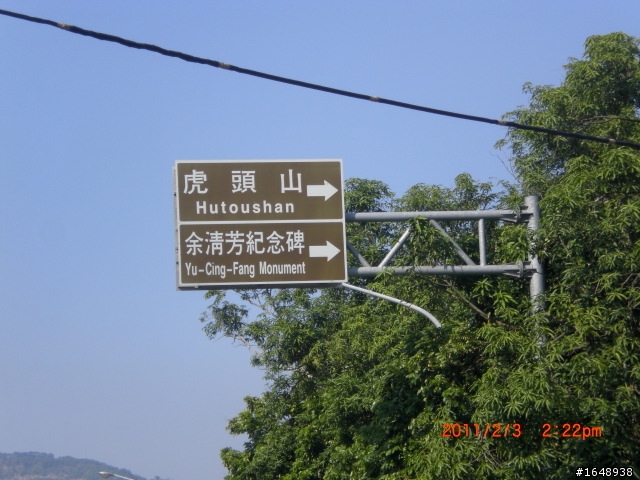 虎頭山
Hutoushan
余清芳紀念碑
Yu-Cing-Fang Monument
2011/2/3 2:22pm
#1648938